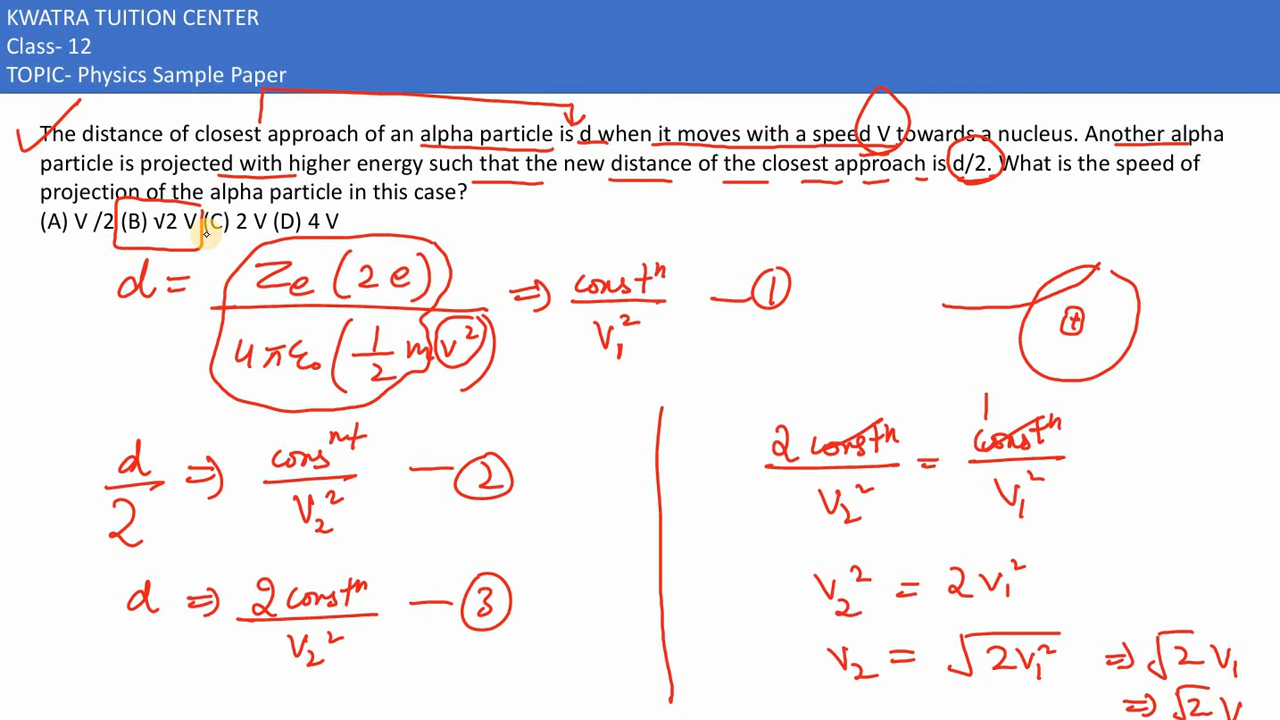 KWATRA TUITION CENTER
Class- 12
TOPIC- Physics Sample Paper
The distance of closest approach of an alpha particle is d when it moves with a speed V towards a nucleus. Another alpha
particle is projected with higher energy such that the new distance of the closest approach is d/2. What is the speed of
projection of the alpha particle in this case?
(A) V /2 (B) √2 V (C) 2 V (D) 4 V
d = Ze (2e) / 4πε₀ (1/2 m v²) ⇒ constⁿ / V₁² — 1
+
d/2 ⇒ consⁿᵗ / V₂² — 2
d ⇒ 2 constⁿ / V₂² — 3
2 constⁿ / V₂² = 1 constⁿ / V₁²
V₂² = 2V₁²
V₂ = √2V₁² ⇒ √2 V₁
⇒ √2 V